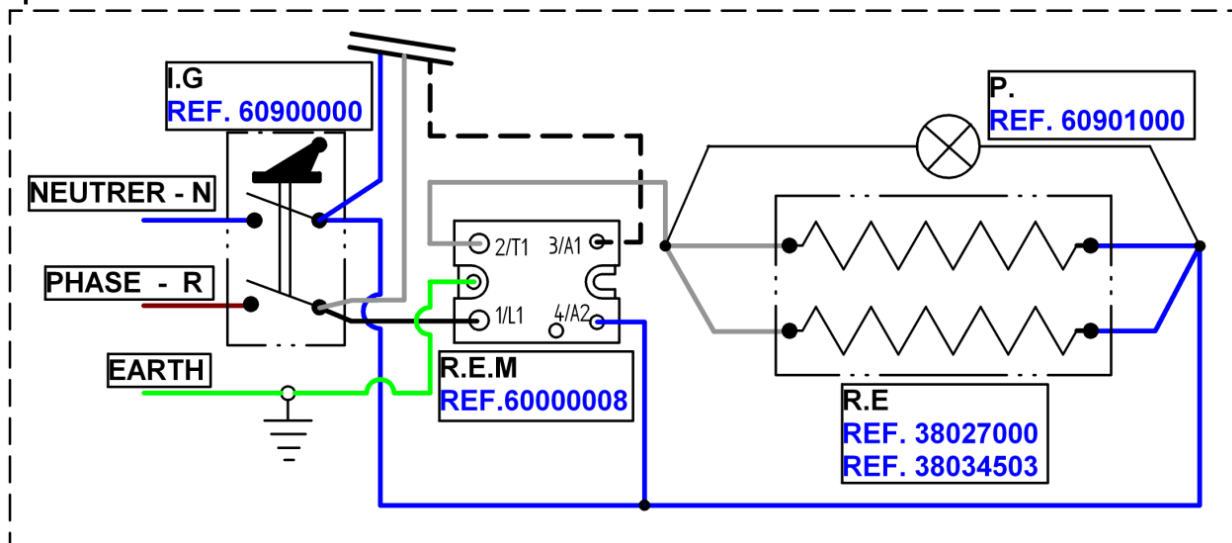 I.G
REF. 60900000
P.
REF. 60901000
NEUTRER - N
2/T1
3/A1
PHASE - R
1/L1
4/A2
EARTH
R.E.M
REF.60000008
R.E
REF. 38027000
REF. 38034503